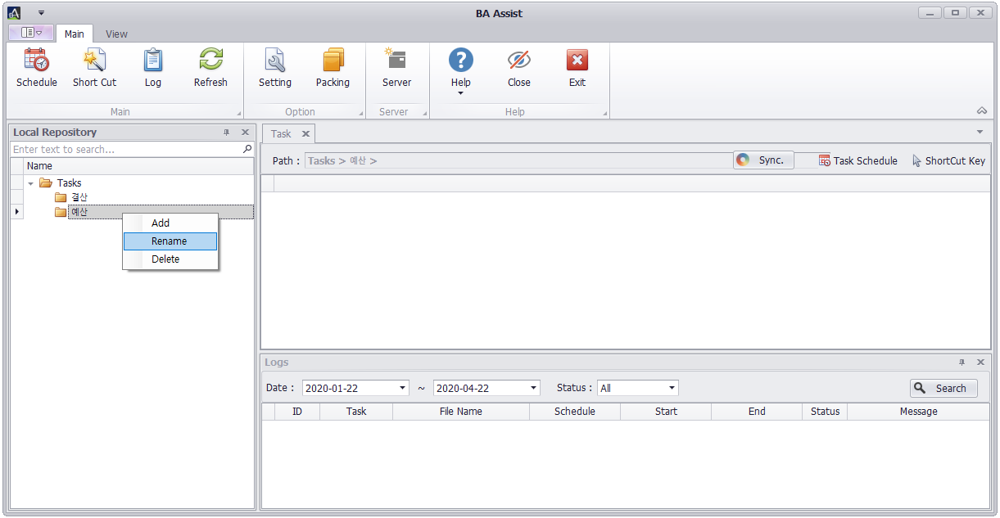 BA Assist
Main View
Schedule Short Cut Log Refresh Setting Packing Server Help Close Exit
Main Option Server Help
Local Repository
Enter text to search...
Name
Tasks
결산
예산
Add
Rename
Delete
Task
Path : Tasks > 예산 > Sync. Task Schedule ShortCut Key
Logs
Date : 2020-01-22 ~ 2020-04-22 Status : All Search
ID Task File Name Schedule Start End Status Message